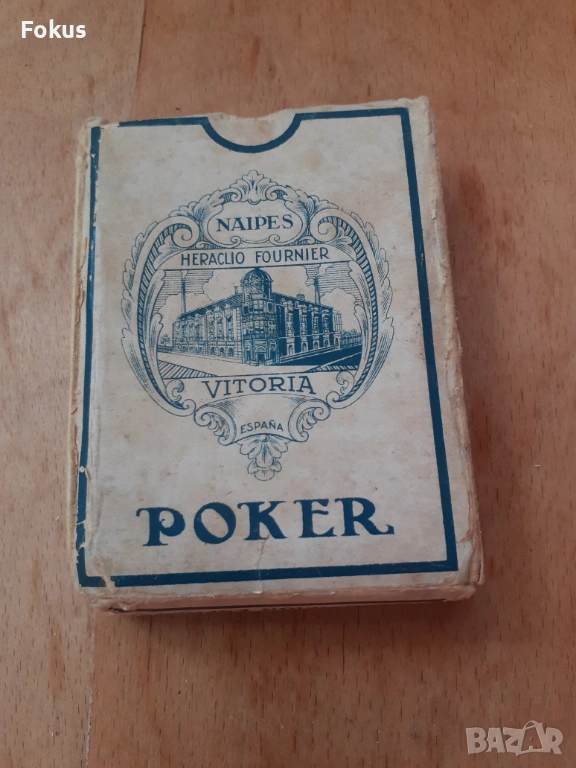 Fokus
NAIPES
HERACLIO FOURNIER
VITORIA
ESPAÑA
POKER
BAZAR